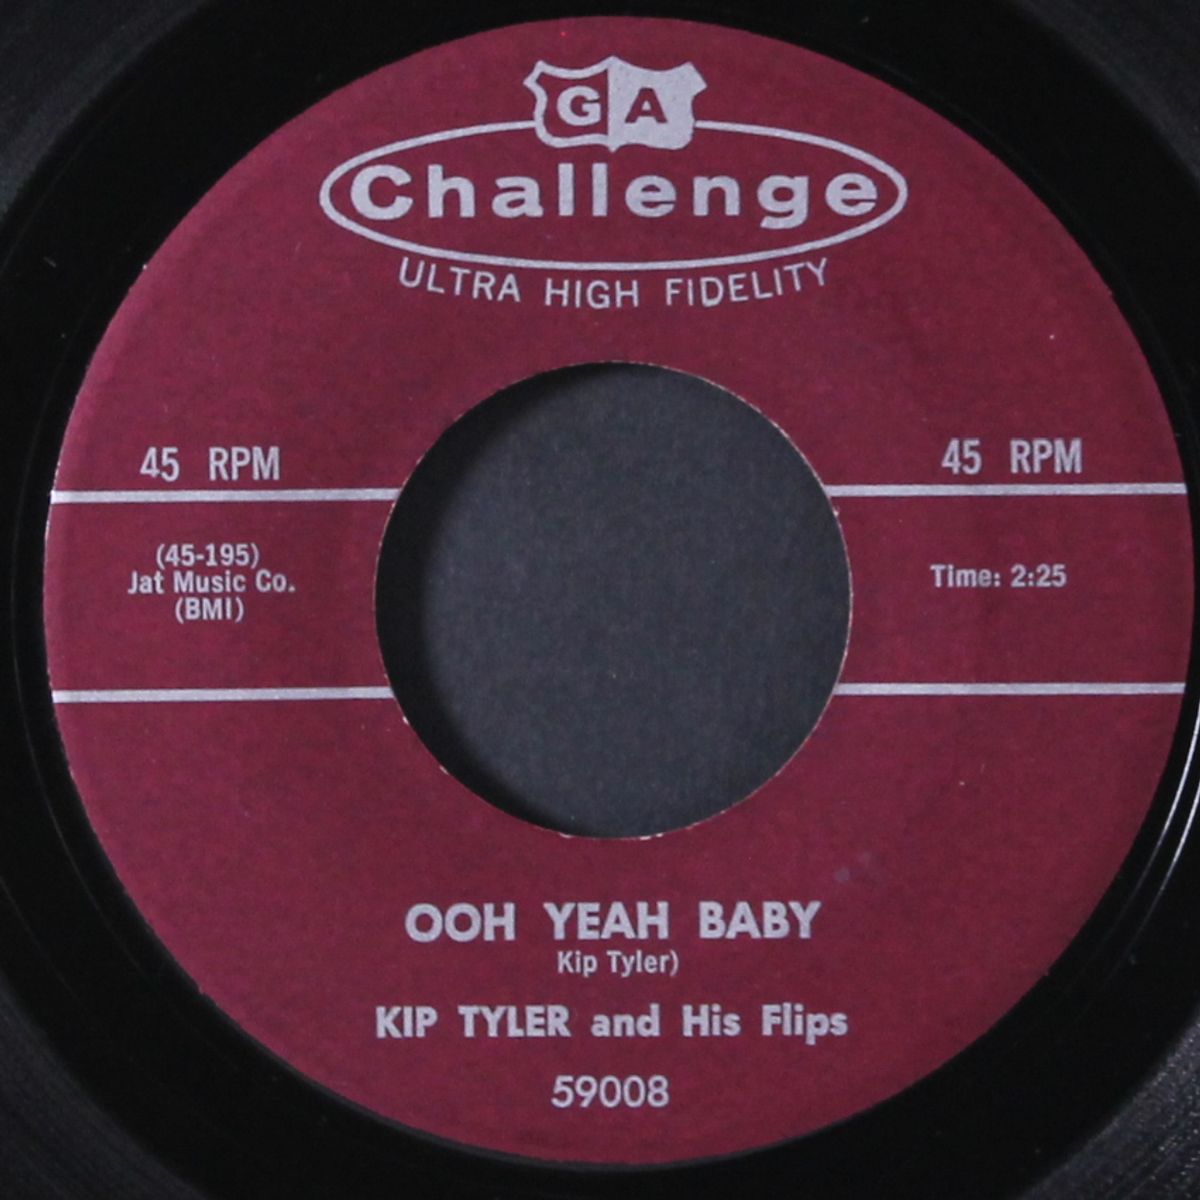 GA
Challenge
ULTRA HIGH FIDELITY
45 RPM
45 RPM
(45-195)
Jat Music Co.
(BMI)
Time: 2:25
OOH YEAH BABY
Kip Tyler)
KIP TYLER and His Flips
59008